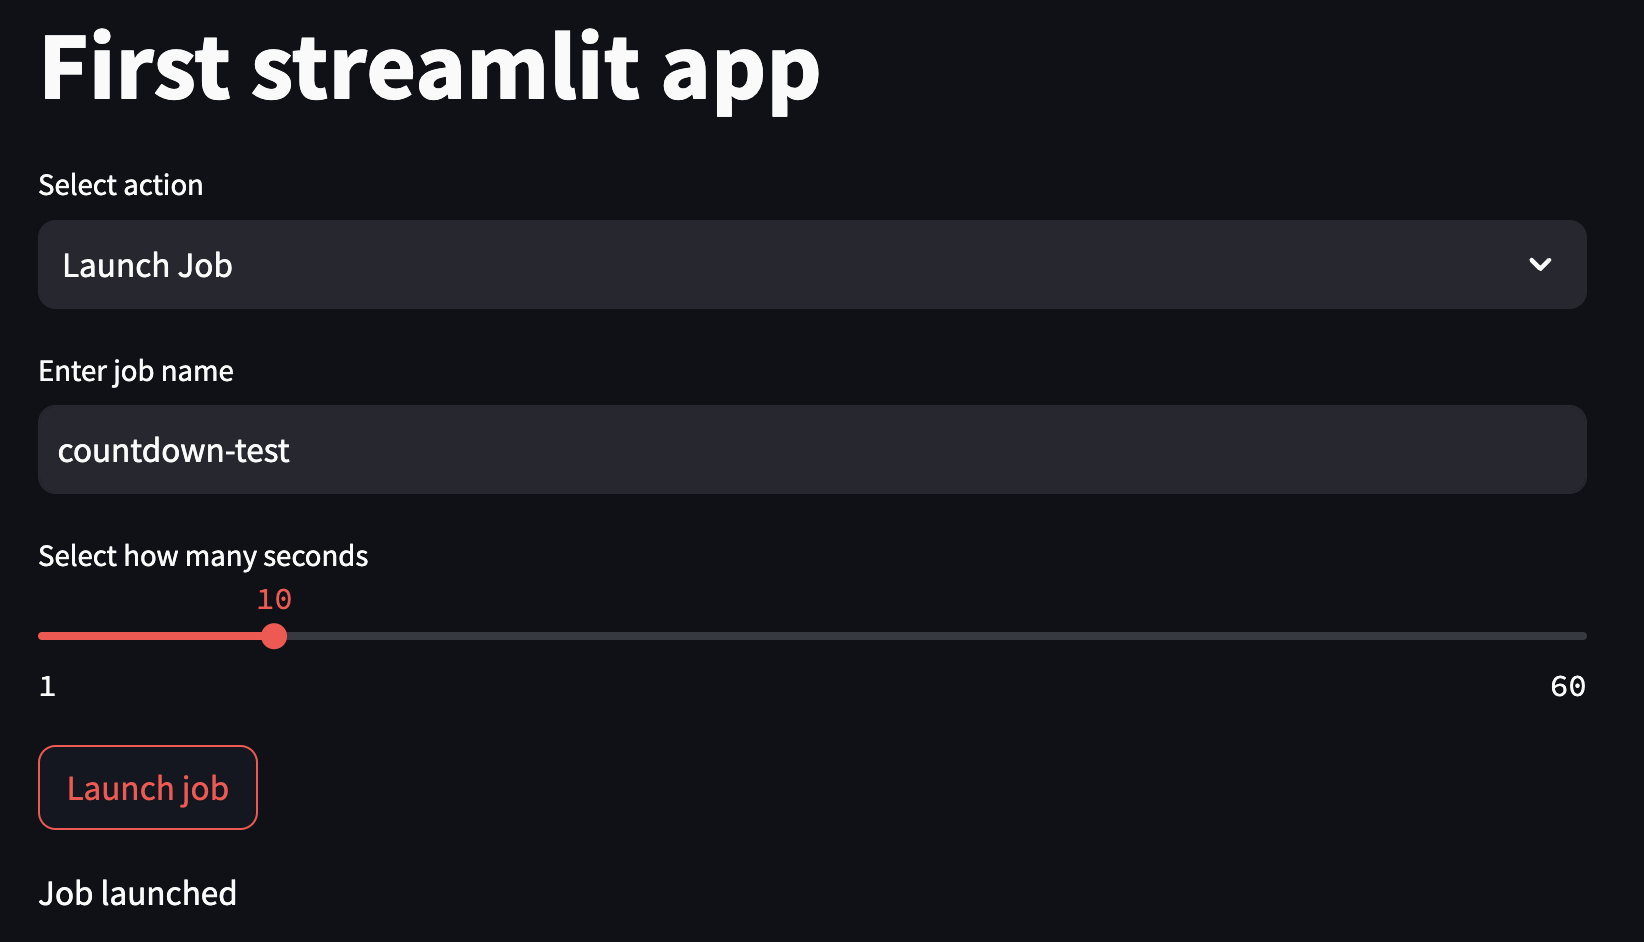 First streamlit app
Select action
Launch Job
Enter job name
countdown-test
Select how many seconds
10
1 60
Launch job
Job launched